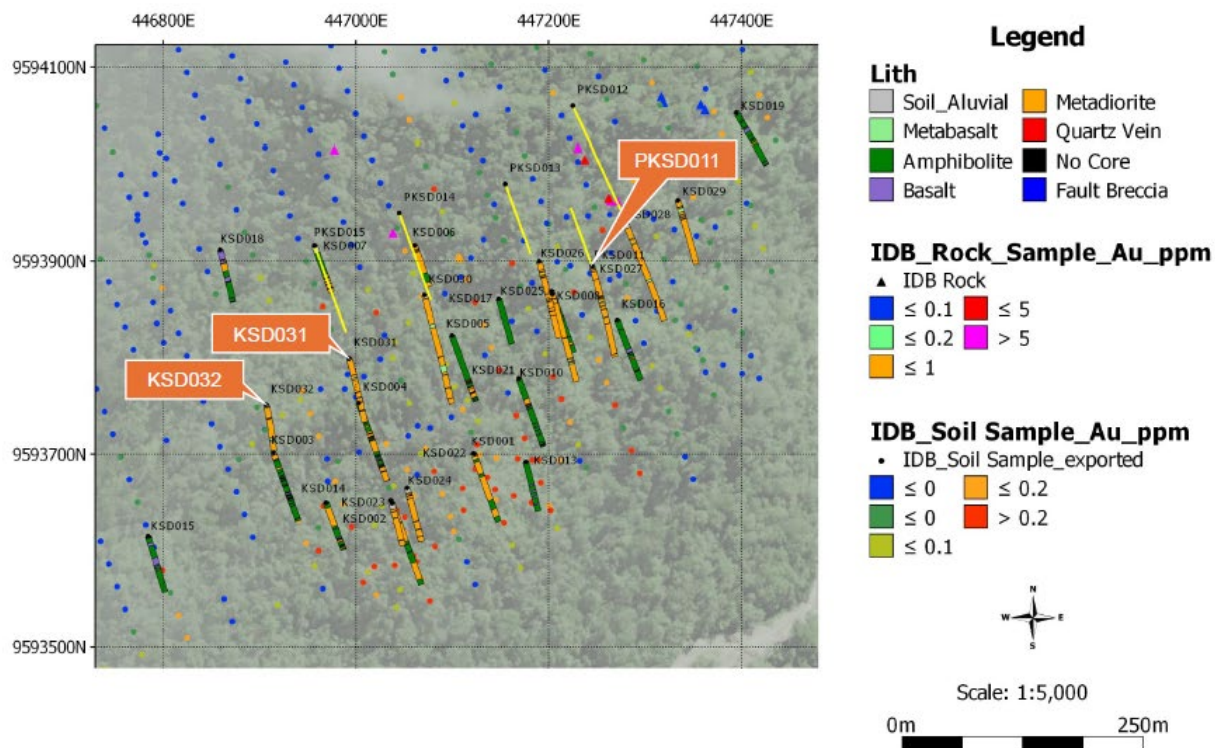 446800E 447000E 447200E 447400E
9594100N
9593900N
9593700N
9593500N
PKSD012
KSD019
PKSD011
PKSD013
KSD029
PKSD014
KSD028
PKSD015
KSD007
KSD006
KSD018
KSD011
KSD026
KSD027
KSD030
KSD017
KSD025
KSD008
KSD016
KSD005
KSD031
KSD031
KSD032
KSD032
KSD004
KSD021
KSD010
KSD003
KSD001
KSD022
KSD013
KSD024
KSD014
KSD023
KSD002
KSD015
Legend
Lith
Soil_Aluvial Metadiorite
Metabasalt Quartz Vein
Amphibolite No Core
Basalt Fault Breccia
IDB_Rock_Sample_Au_ppm
IDB Rock
≤ 0.1 ≤ 5
≤ 0.2 > 5
≤ 1
IDB_Soil Sample_Au_ppm
IDB_Soil Sample_exported
≤ 0 ≤ 0.2
≤ 0 > 0.2
≤ 0.1
N
W E
S
Scale: 1:5,000
0m 250m